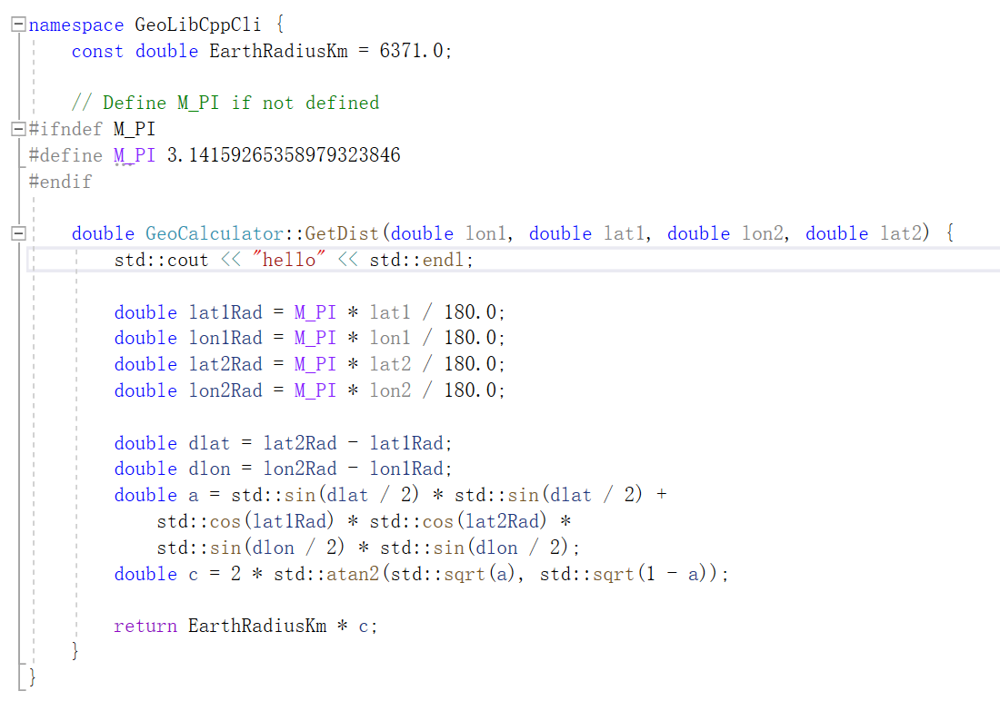 namespace GeoLibCppCli {
    const double EarthRadiusKm = 6371.0;

    // Define M_PI if not defined
#ifndef M_PI
#define M_PI 3.14159265358979323846
#endif

    double GeoCalculator::GetDist(double lon1, double lat1, double lon2, double lat2) {
        std::cout << "hello" << std::endl;

        double lat1Rad = M_PI * lat1 / 180.0;
        double lon1Rad = M_PI * lon1 / 180.0;
        double lat2Rad = M_PI * lat2 / 180.0;
        double lon2Rad = M_PI * lon2 / 180.0;

        double dlat = lat2Rad - lat1Rad;
        double dlon = lon2Rad - lon1Rad;
        double a = std::sin(dlat / 2) * std::sin(dlat / 2) +
            std::cos(lat1Rad) * std::cos(lat2Rad) *
            std::sin(dlon / 2) * std::sin(dlon / 2);
        double c = 2 * std::atan2(std::sqrt(a), std::sqrt(1 - a));

        return EarthRadiusKm * c;
    }
}